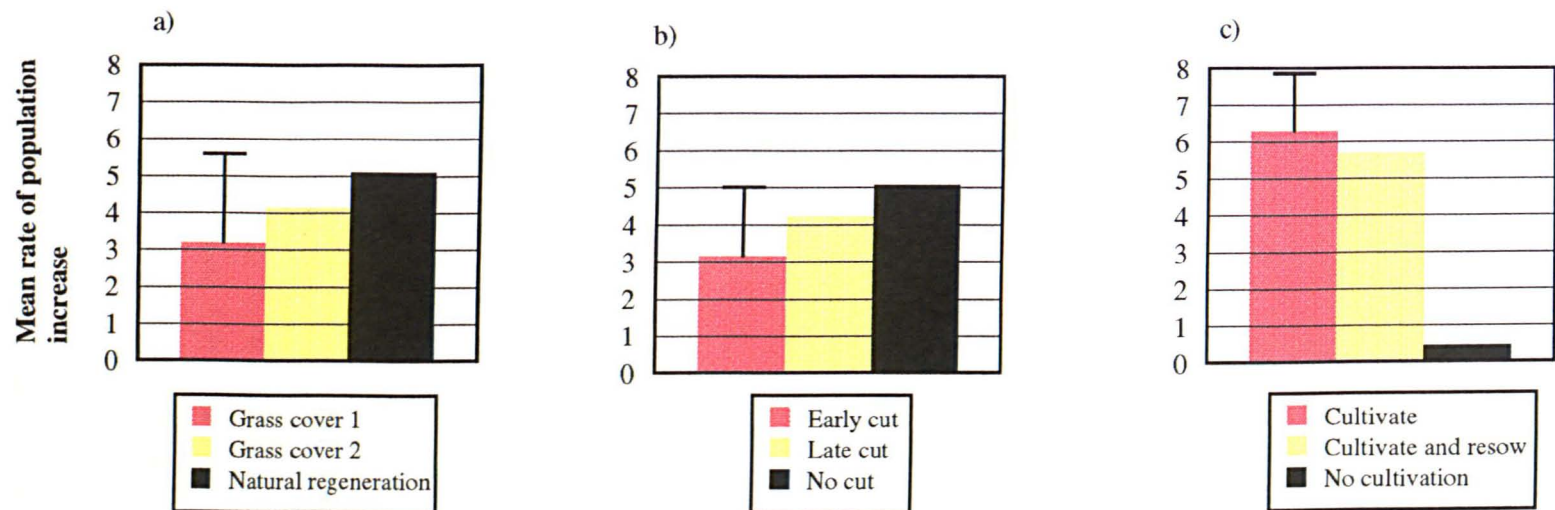 a)
b)
c)
Mean rate of population
increase
8
7
6
5
4
3
2
1
0
8
7
6
5
4
3
2
1
0
8
7
6
5
4
3
2
1
0
Grass cover 1
Grass cover 2
Natural regeneration
Early cut
Late cut
No cut
Cultivate
Cultivate and resow
No cultivation